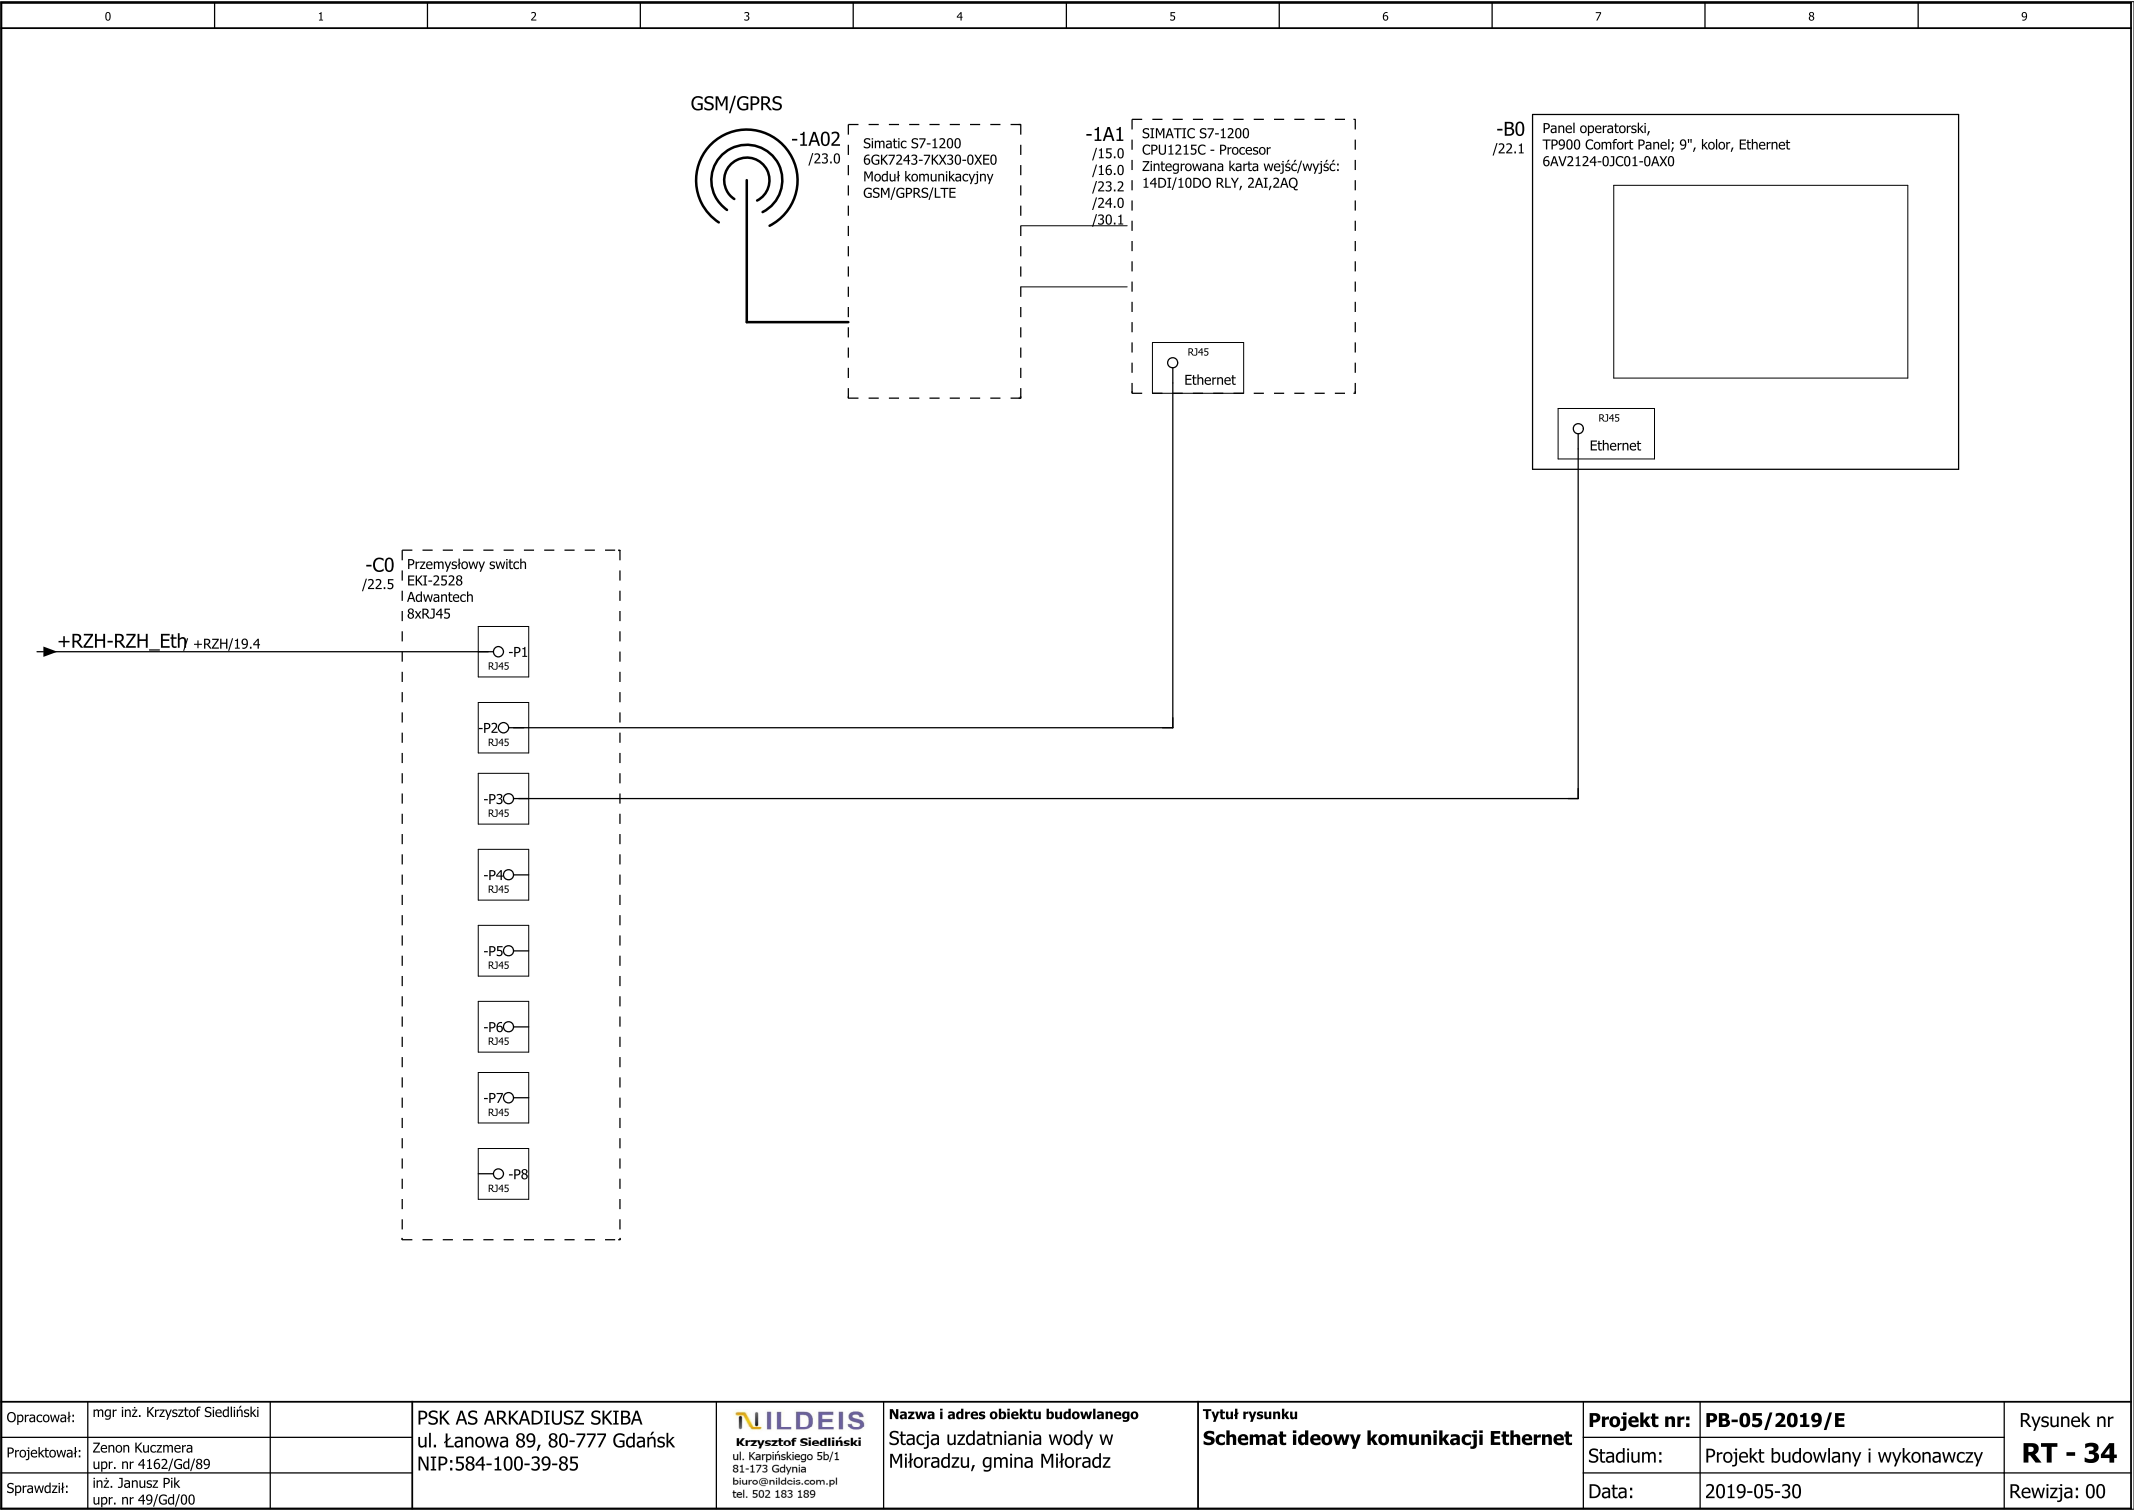 0 1 2 3 4 5 6 7 8 9
GSM/GPRS
-1A02
/23.0
Simatic S7-1200
6GK7243-7KX30-0XE0
Moduł komunikacyjny
GSM/GPRS/LTE
-1A1
/15.0
/16.0
/23.2
/24.0
/30.1
SIMATIC S7-1200
CPU1215C - Procesor
Zintegrowana karta wejść/wyjść:
14DI/10DO RLY, 2AI,2AQ
RJ45
Ethernet
-B0
/22.1
Panel operatorski,
TP900 Comfort Panel; 9", kolor, Ethernet
6AV2124-0JC01-0AX0
RJ45
Ethernet
-C0
/22.5
Przemysłowy switch
EKI-2528
Adwantech
8xRJ45
+RZH-RZH_Eth / +RZH/19.4
-P1
RJ45
-P2
RJ45
-P3
RJ45
-P4
RJ45
-P5
RJ45
-P6
RJ45
-P7
RJ45
-P8
RJ45
Opracował: mgr inż. Krzysztof Siedliński
Projektował: Zenon Kuczmera
upr. nr 4162/Gd/89
Sprawdził: inż. Janusz Pik
upr. nr 49/Gd/00
PSK AS ARKADIUSZ SKIBA
ul. Łanowa 89, 80-777 Gdańsk
NIP:584-100-39-85
NILDEIS
Krzysztof Siedliński
ul. Karpińskiego 5b/1
81-173 Gdynia
biuro@nildcis.com.pl
tel. 502 183 189
Nazwa i adres obiektu budowlanego
Stacja uzdatniania wody w
Miłoradzu, gmina Miłoradz
Tytuł rysunku
Schemat ideowy komunikacji Ethernet
Projekt nr: PB-05/2019/E
Stadium: Projekt budowlany i wykonawczy
Data: 2019-05-30
Rysunek nr
RT - 34
Rewizja: 00